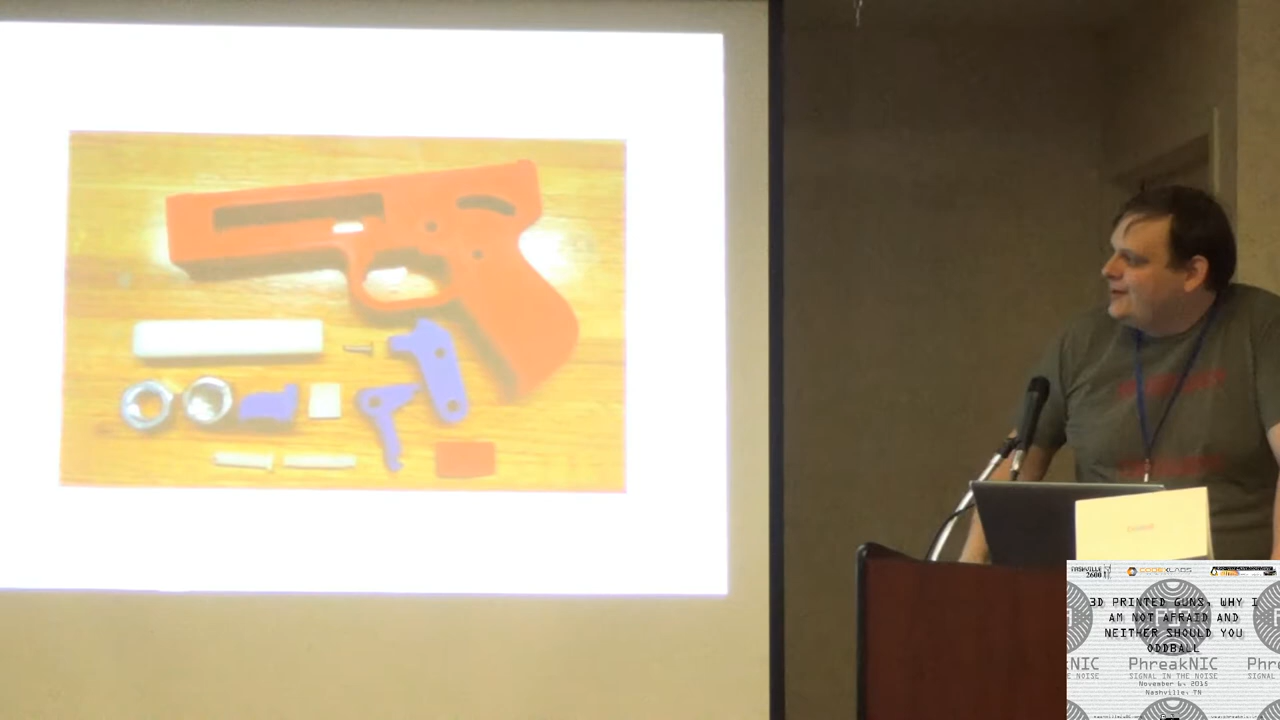 NASHVILLE
2600
CODEXLABS
3D PRINTED GUNS, WHY I
AM NOT AFRAID AND
NEITHER SHOULD YOU
ODDBALL
PhreakNIC
SIGNAL IN THE NOISE
November 6, 2015
Nashville, TN